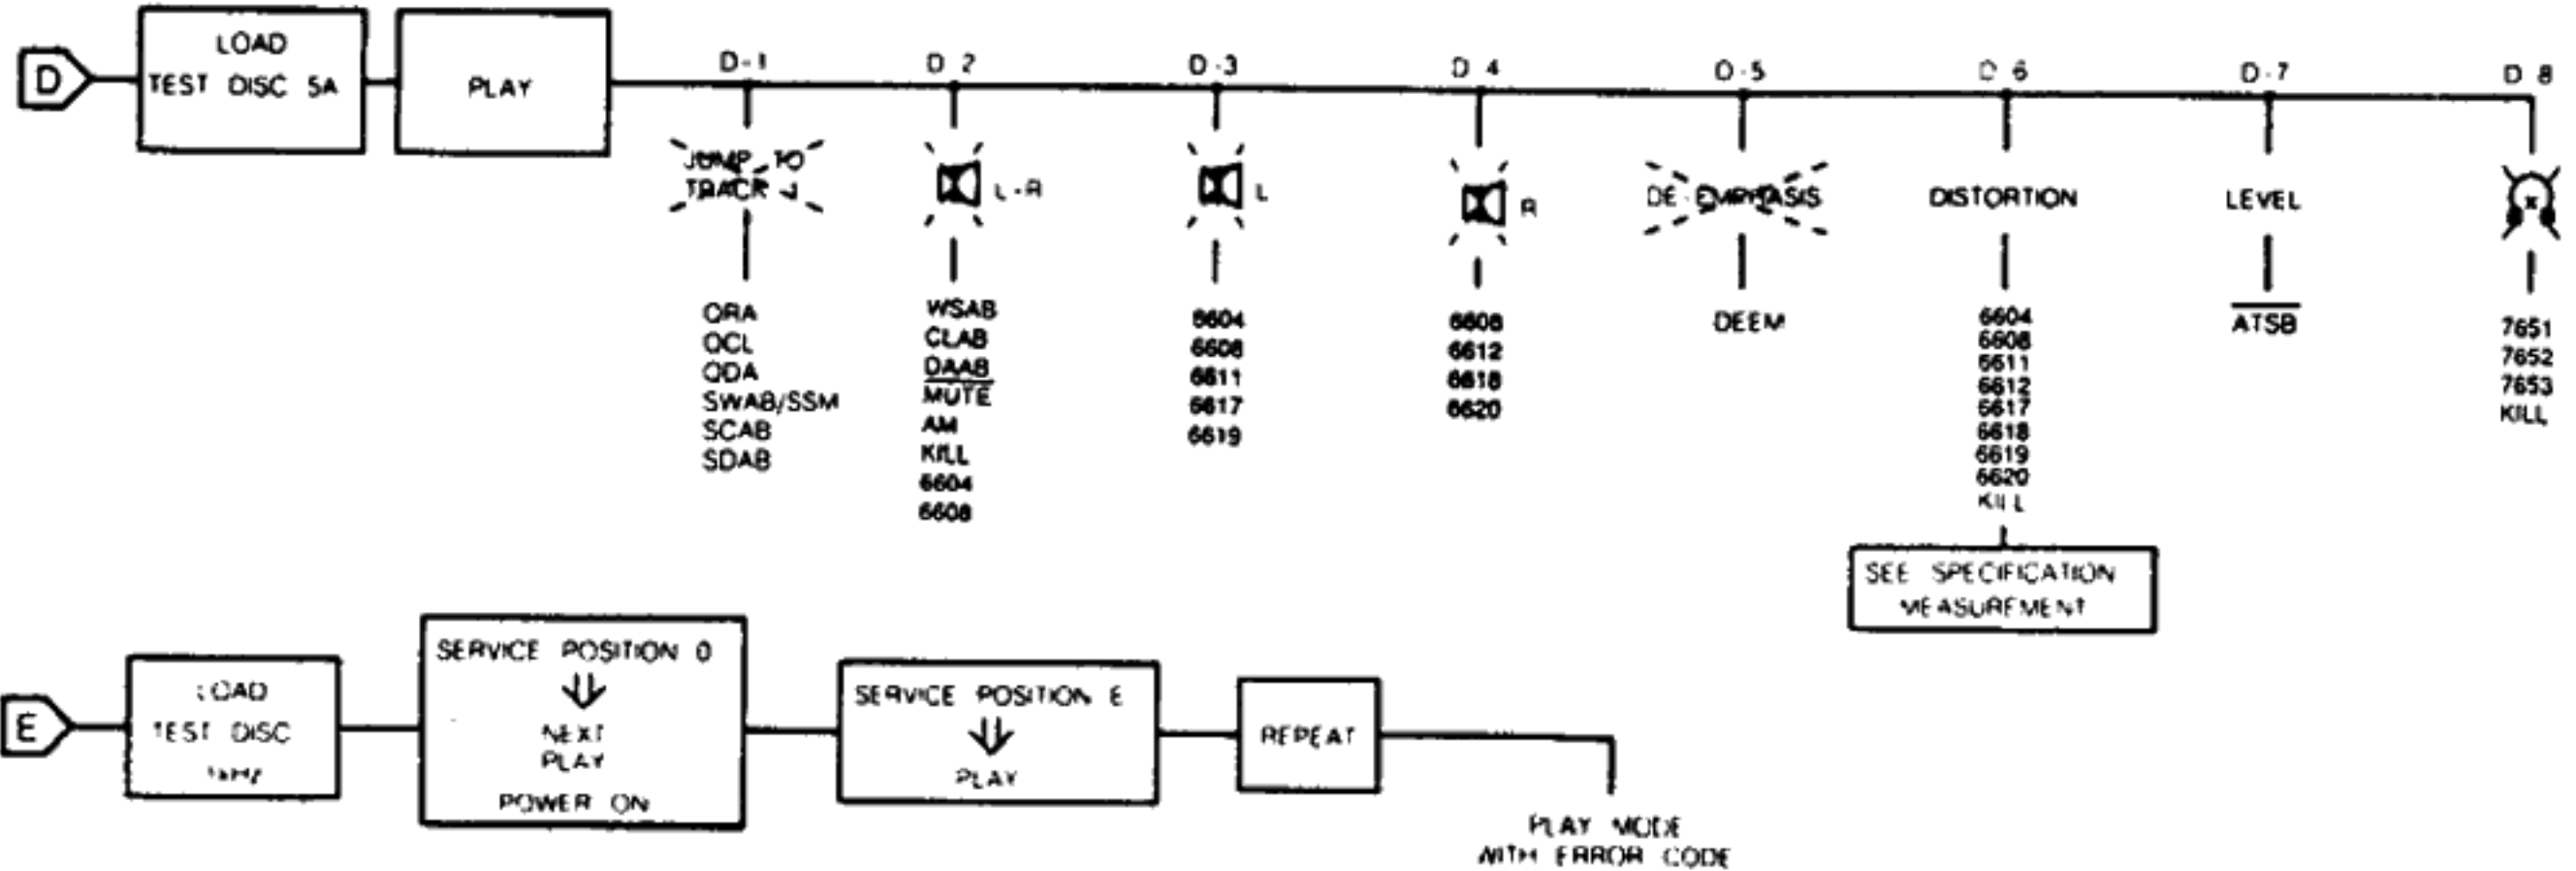 D
LOAD
TEST DISC 5A
PLAY
D-1
D 2
D-3
D 4
D-5
D 6
D-7
D 8
JUMP TO
TRACK
L-R
L
R
DE-EMPHASIS
DISTORTION
LEVEL
QRA
QCL
QDA
SWAB/SSM
SCAB
SDAB
WSAB
CLAB
DAAB
MUTE
AM
KILL
6604
6608
6604
6608
6611
6617
6619
6608
6612
6618
6620
DEEM
6604
6608
6611
6612
6617
6618
6619
6620
KILL
SEE SPECIFICATION
MEASUREMENT
ATSB
7651
7652
7653
KILL
E
LOAD
TEST DISC
SERVICE POSITION 0
NEXT
PLAY
POWER ON
SERVICE POSITION E
PLAY
REPEAT
PLAY MODE
WITH ERROR CODE